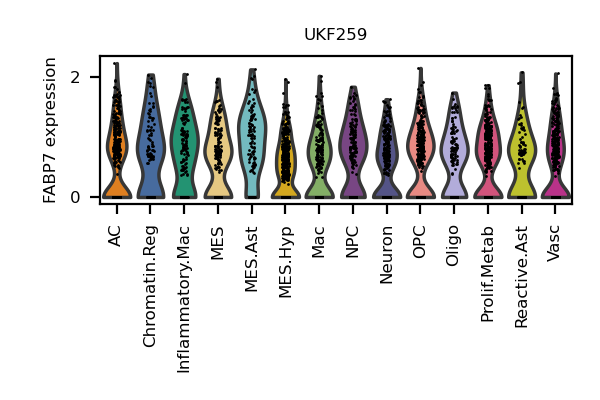 UKF259
FABP7 expression
2
0
AC
Chromatin.Reg
Inflammatory.Mac
MES
MES.Ast
MES.Hyp
Mac
NPC
Neuron
OPC
Oligo
Prolif.Metab
Reactive.Ast
Vasc